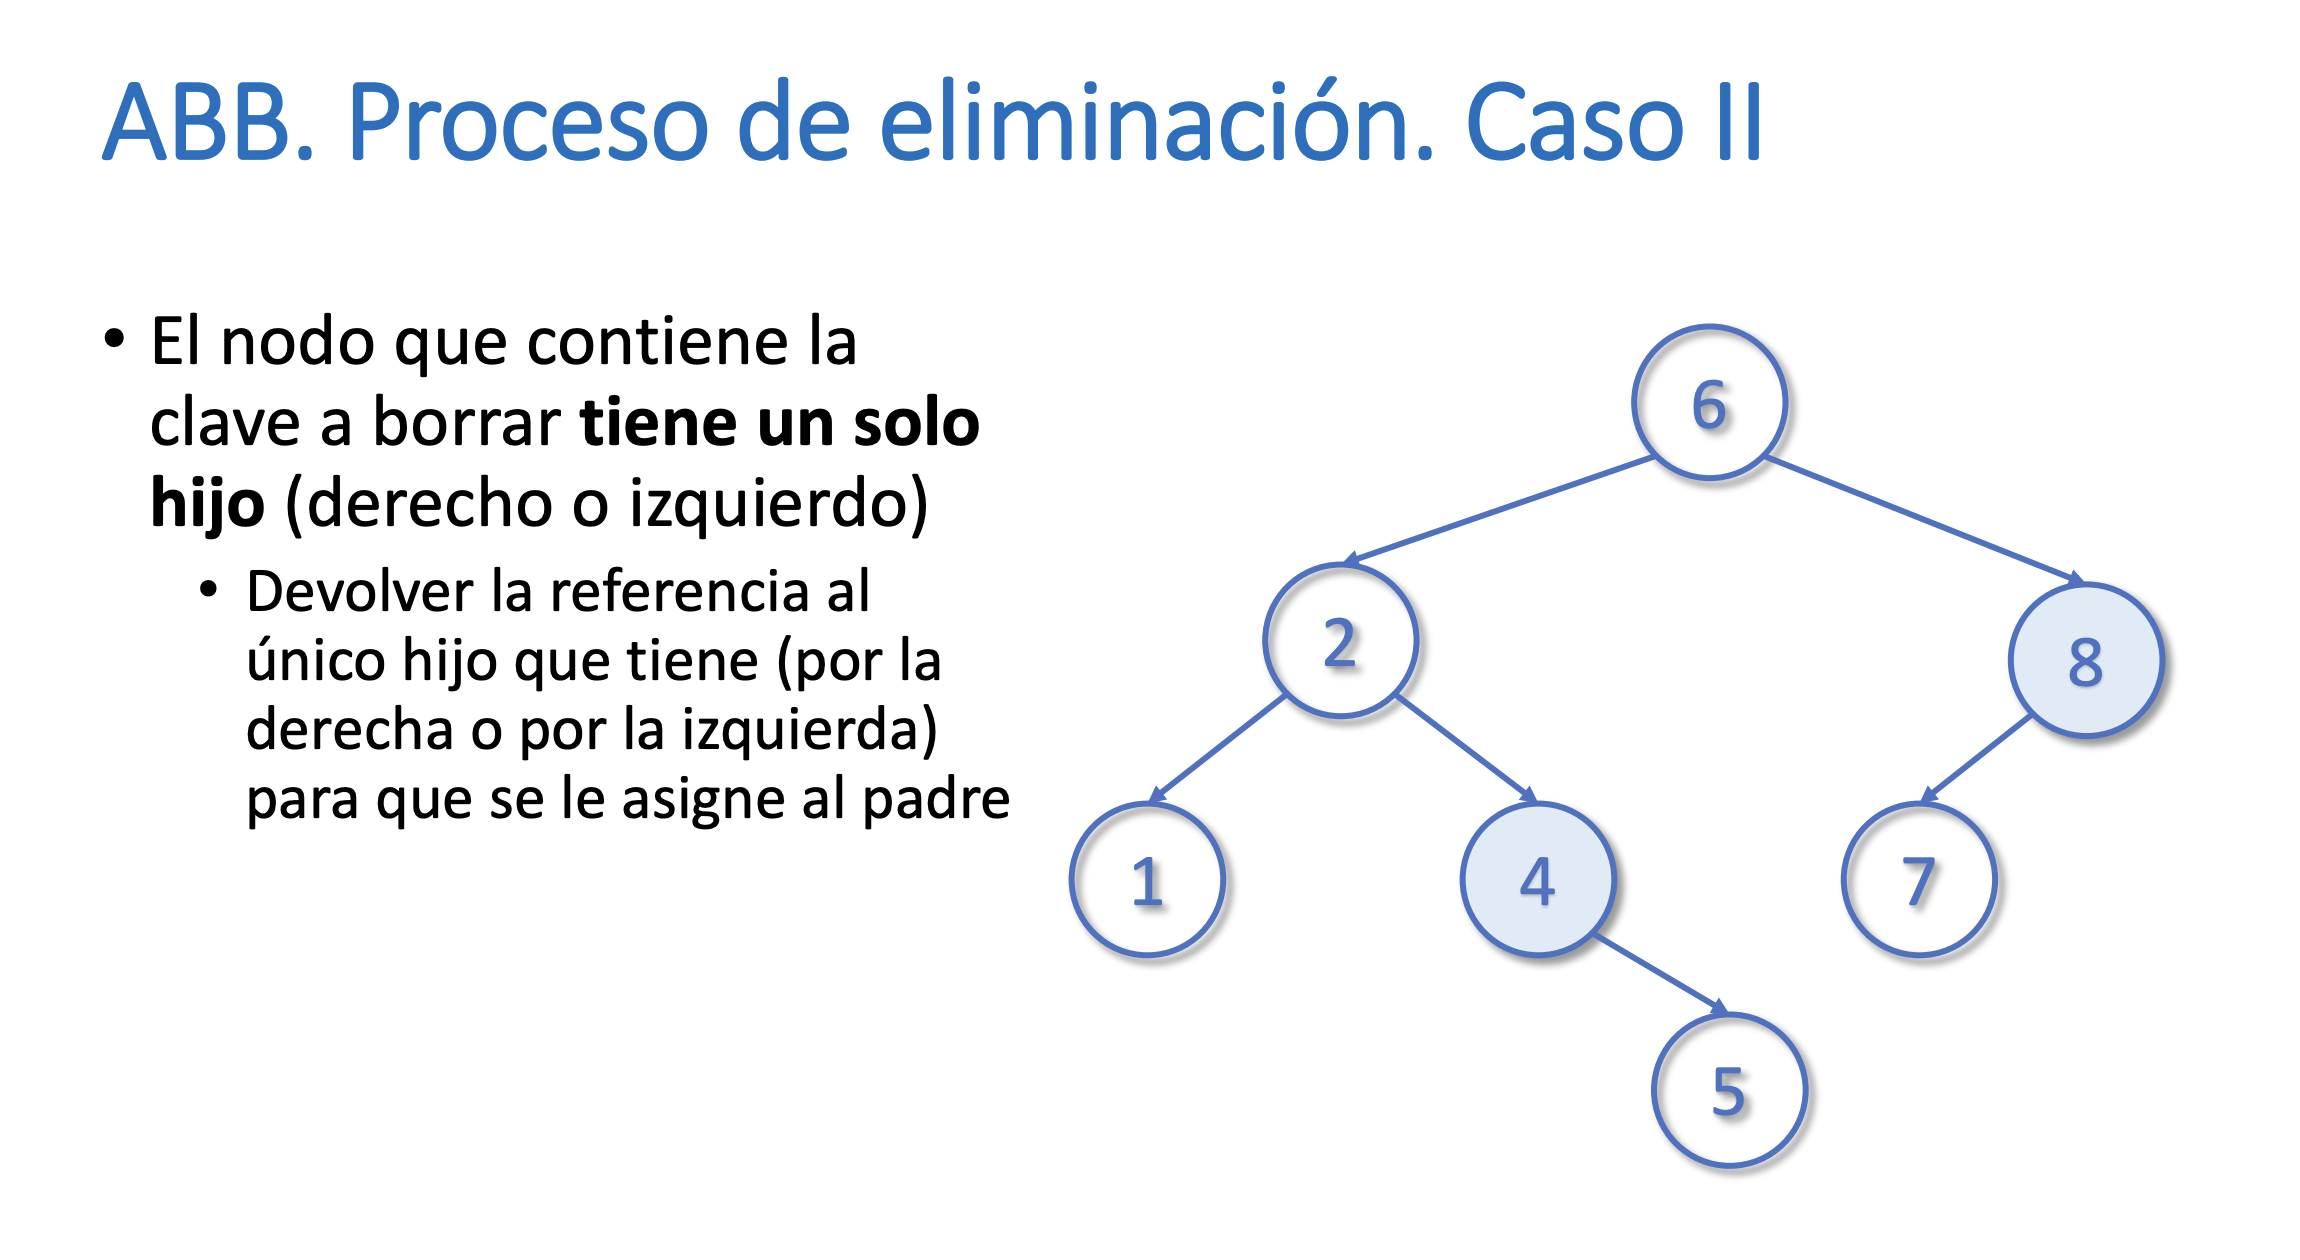 ABB. Proceso de eliminación. Caso II
• El nodo que contiene la
clave a borrar tiene un solo
hijo (derecho o izquierdo)
• Devolver la referencia al
único hijo que tiene (por la
derecha o por la izquierda)
para que se le asigne al padre
6
2
8
1
4
7
5